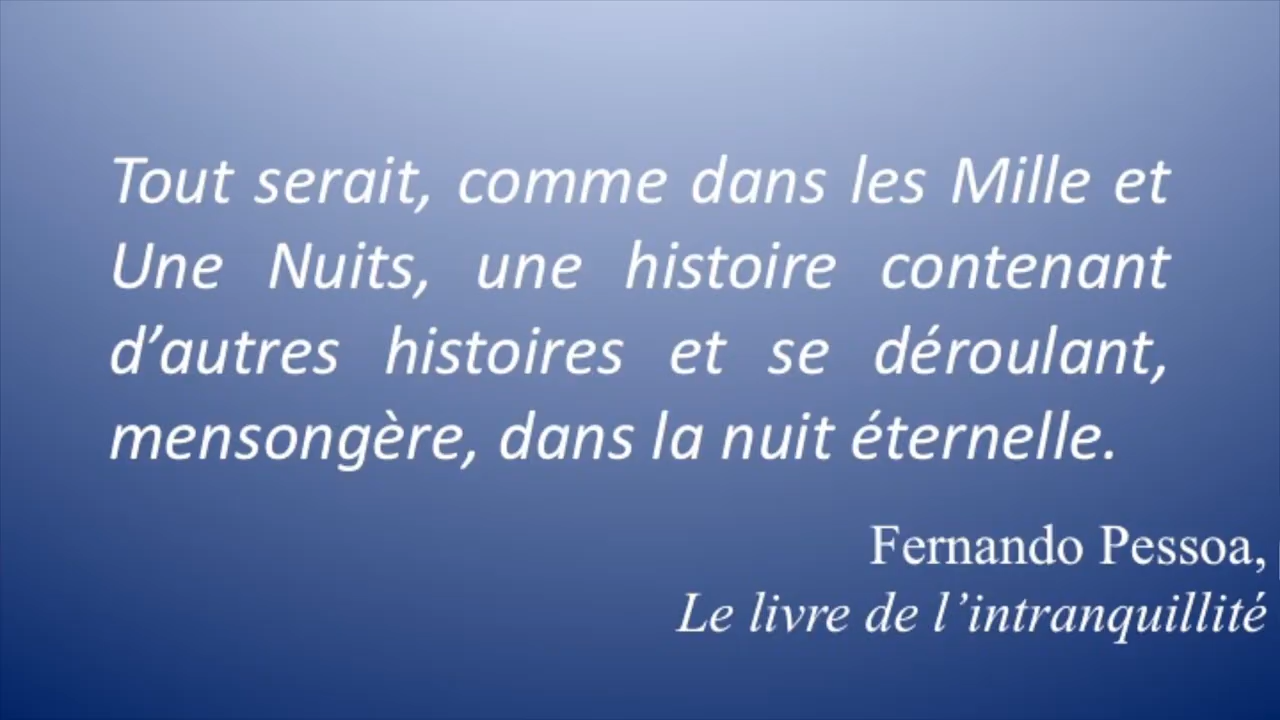 Tout serait, comme dans les Mille et
Une Nuits, une histoire contenant
d’autres histoires et se déroulant,
mensongère, dans la nuit éternelle.
Fernando Pessoa,
Le livre de l’intranquillité